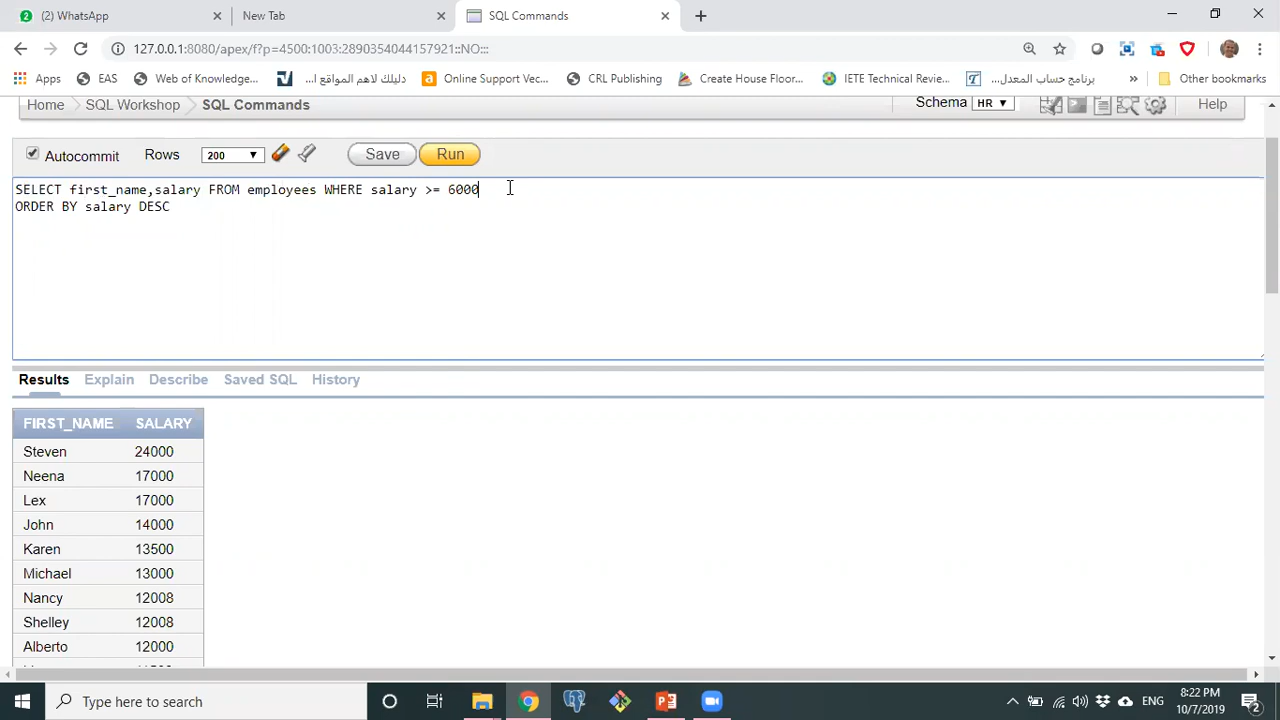 (2) WhatsApp
New Tab
SQL Commands
127.0.0.1:8080/apex/f?p=4500:1003:2890354044157921::NO:::
Apps
EAS
Web of Knowledge...
دليلك لاهم المواقع ا...
Online Support Vec...
CRL Publishing
Create House Floor...
IETE Technical Revie...
برنامج حساب المعدل...
»
Other bookmarks
Home
SQL Workshop
SQL Commands
Schema HR
Help
Autocommit
Rows 200
Save
Run
SELECT first_name,salary FROM employees WHERE salary >= 6000
ORDER BY salary DESC
Results
Explain
Describe
Saved SQL
History
FIRST_NAME SALARY
Steven 24000
Neena 17000
Lex 17000
John 14000
Karen 13500
Michael 13000
Nancy 12008
Shelley 12008
Alberto 12000
Type here to search
ENG
8:22 PM
10/7/2019
2